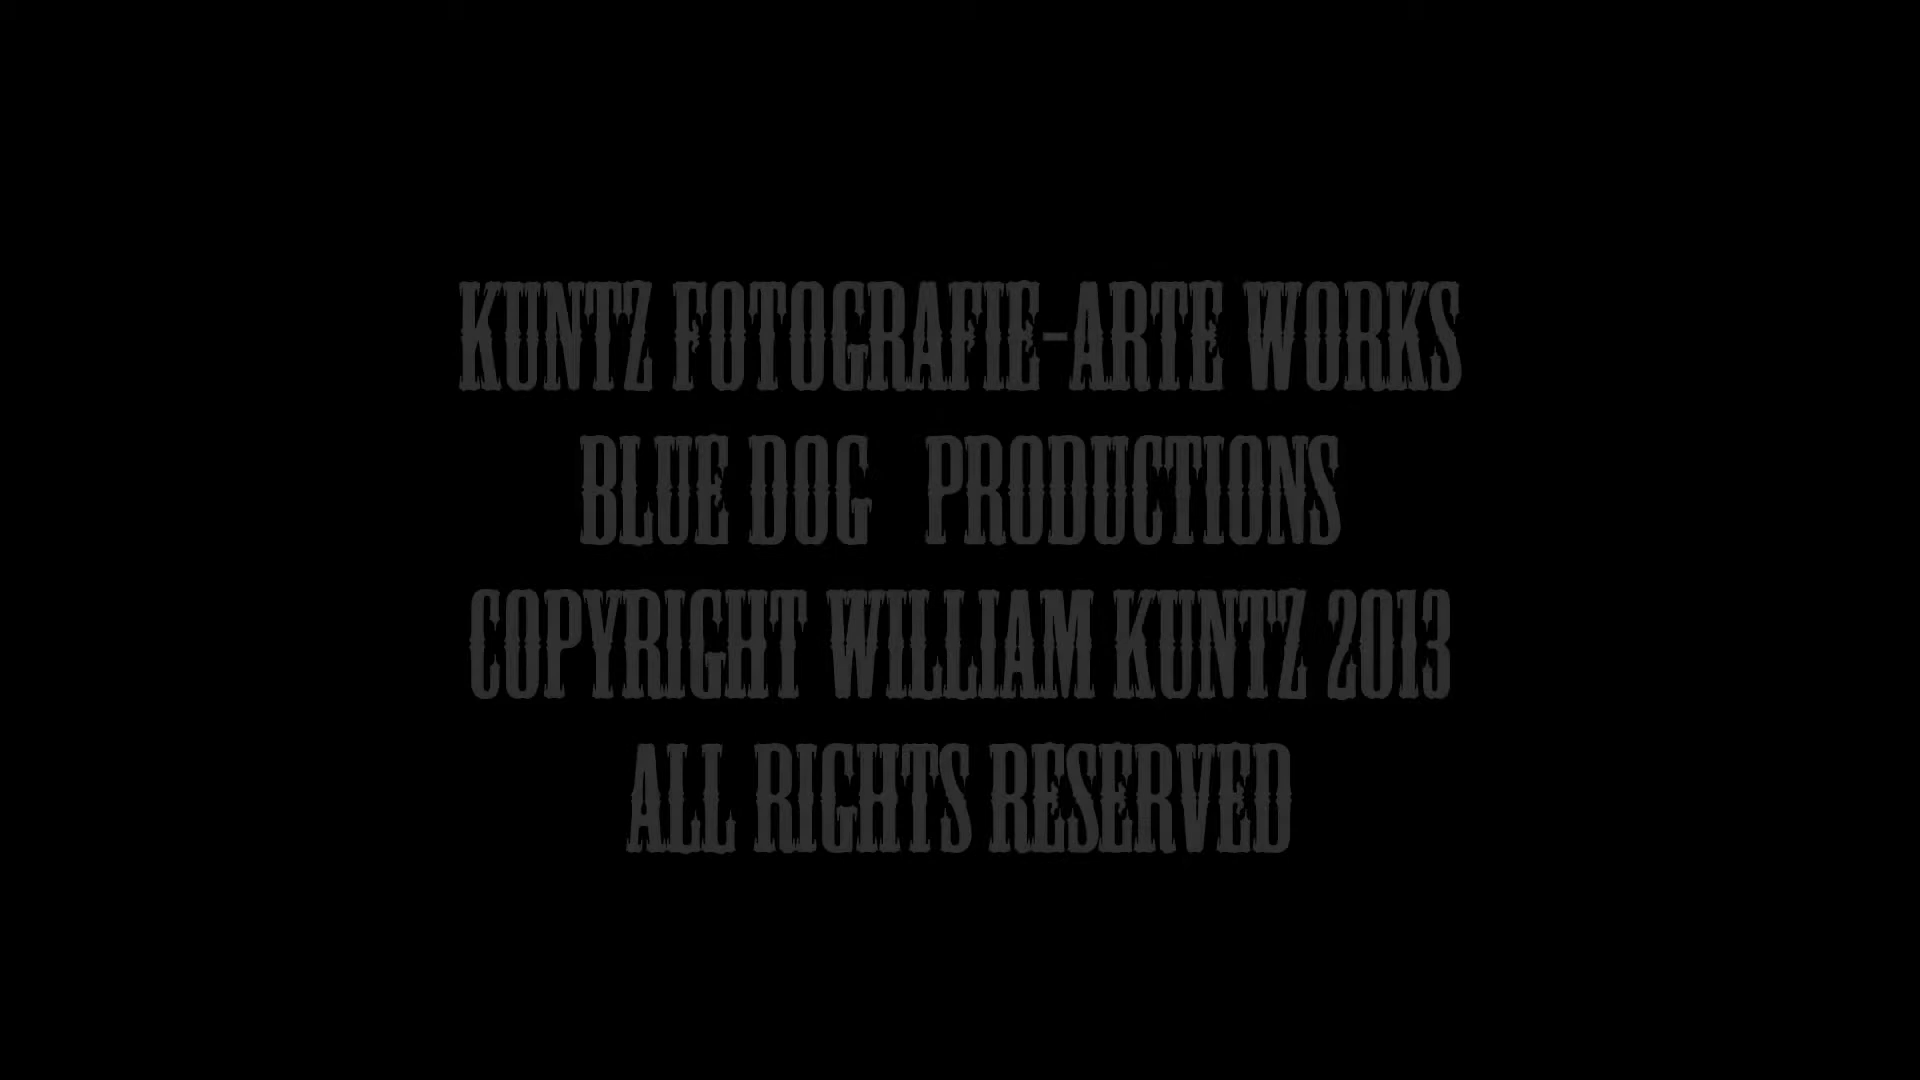 KUNTZ FOTOGRAFIE-ARTE WORKS
BLUE DOG PRODUCTIONS
COPYRIGHT WILLIAM KUNTZ 2013
ALL RIGHTS RESERVED